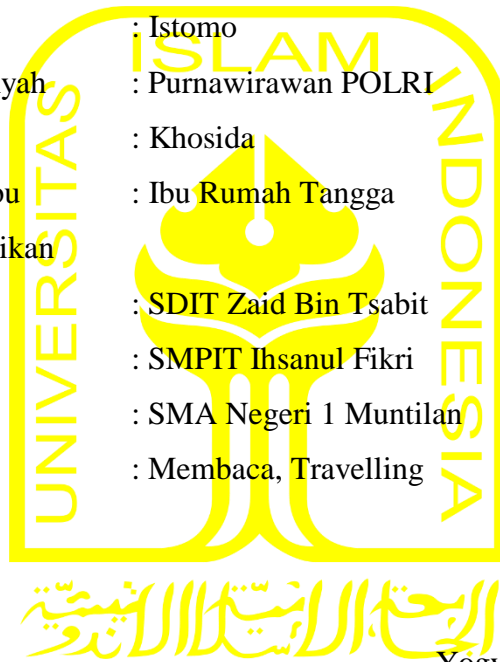 : Istomo
yah : Purnawirawan POLRI
: Khosida
bu : Ibu Rumah Tangga
ikan
: SDIT Zaid Bin Tsabit
: SMPIT Ihsanul Fikri
: SMA Negeri 1 Muntilan
: Membaca, Travelling
UNIVERSITAS
ISLAM
INDONESIA